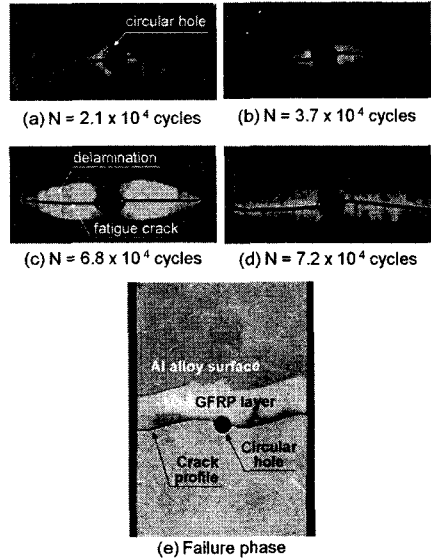 circular hole
(a) N = 2.1 x 10⁴ cycles
(b) N = 3.7 x 10⁴ cycles
delamination
fatigue crack
(c) N = 6.8 x 10⁴ cycles
(d) N = 7.2 x 10⁴ cycles
Al alloy surface
GFRP layer
Crack
profile
Circular
hole
(e) Failure phase